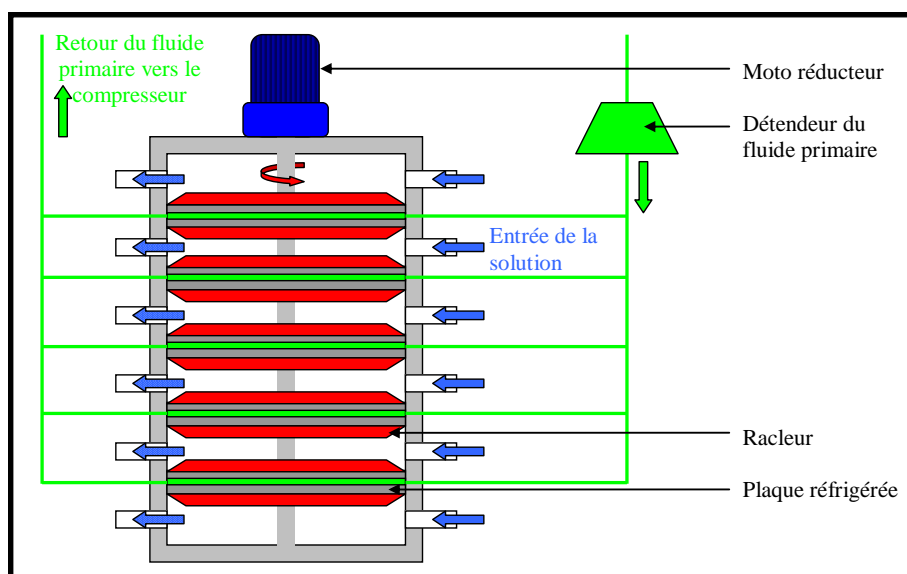 Retour du fluide
primaire vers le
compresseur
Moto réducteur
Détendeur du
fluide primaire
Entrée de la
solution
Racleur
Plaque réfrigérée